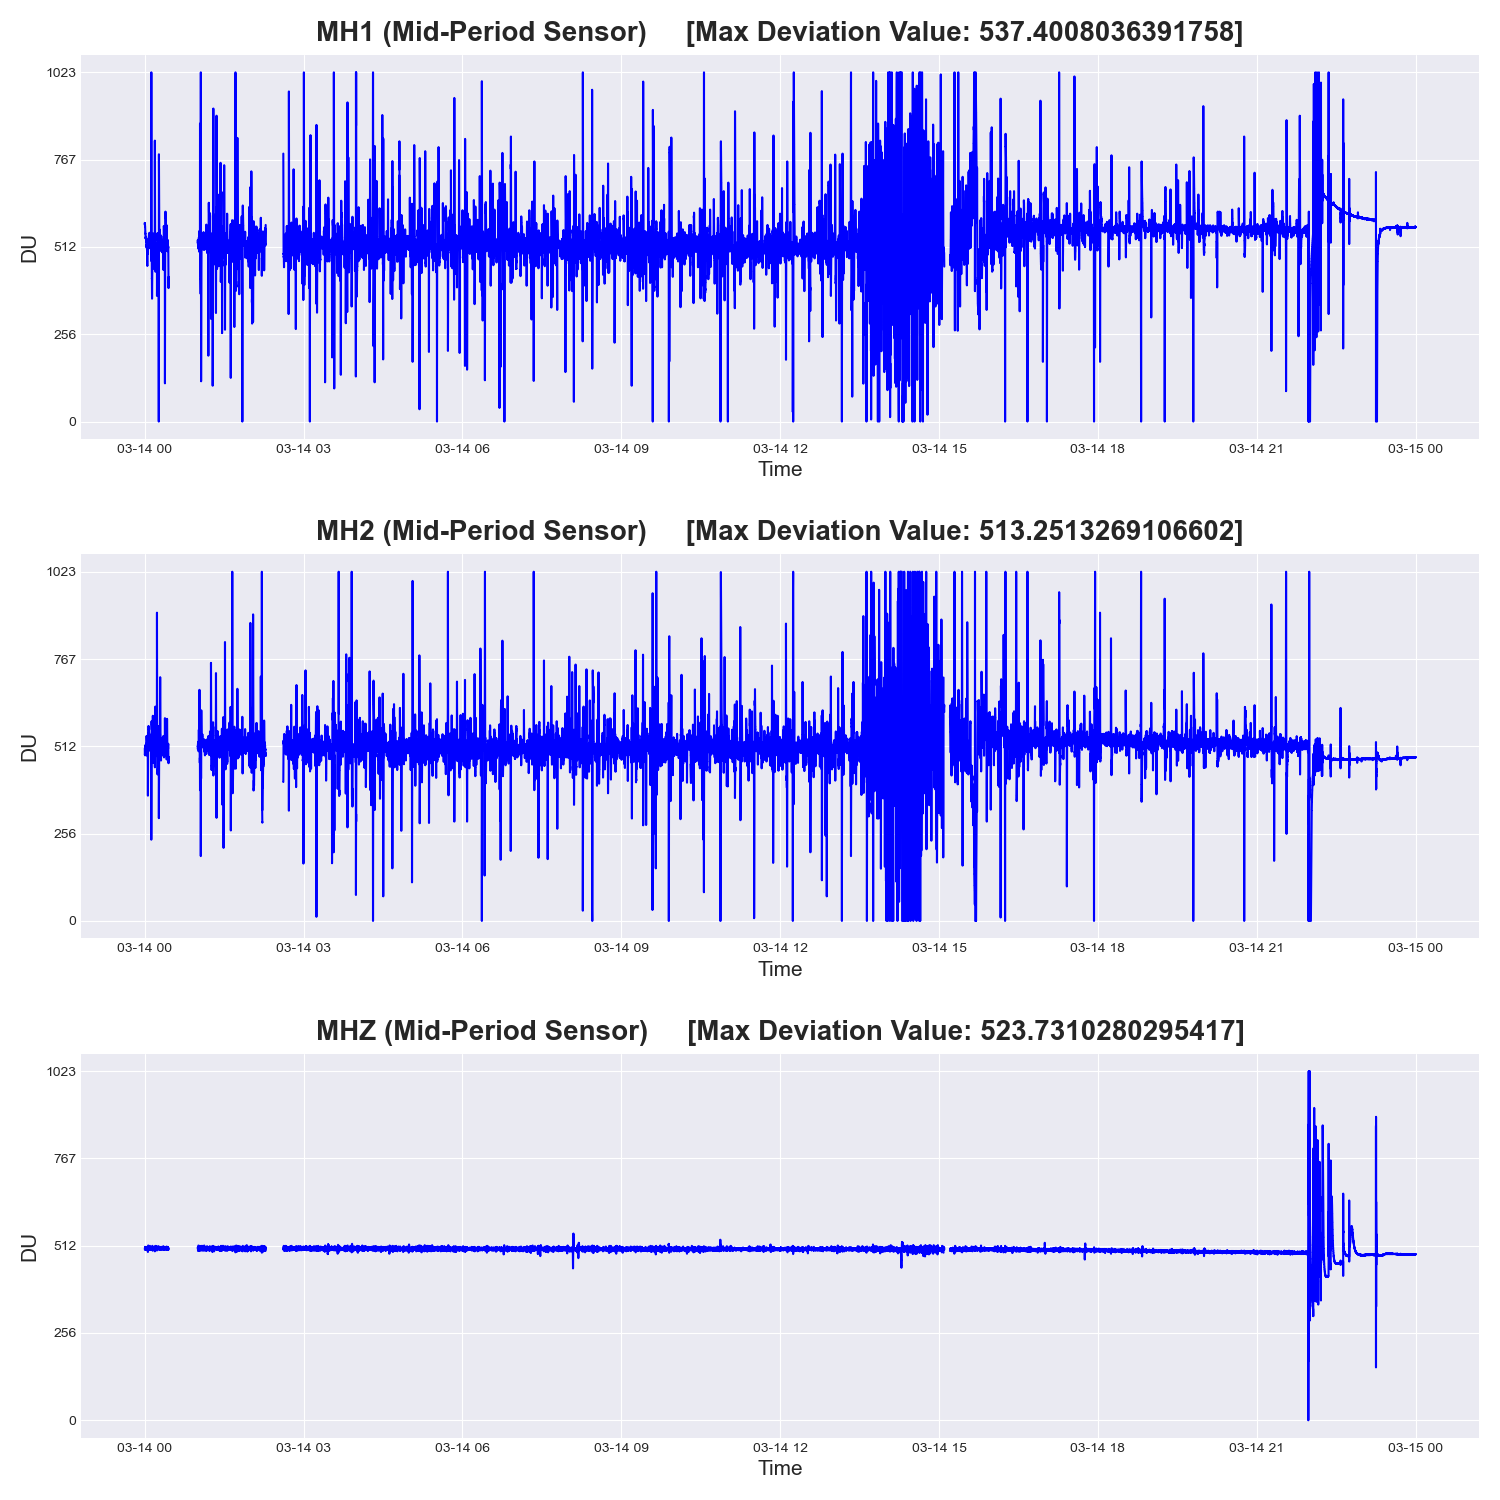 MH1 (Mid-Period Sensor) [Max Deviation Value: 537.4008036391758]
1023
767
512
256
0
DU
03-14 00 03-14 03 03-14 06 03-14 09 03-14 12 03-14 15 03-14 18 03-14 21 03-15 00
Time
MH2 (Mid-Period Sensor) [Max Deviation Value: 513.2513269106602]
1023
767
512
256
0
DU
03-14 00 03-14 03 03-14 06 03-14 09 03-14 12 03-14 15 03-14 18 03-14 21 03-15 00
Time
MHZ (Mid-Period Sensor) [Max Deviation Value: 523.7310280295417]
1023
767
512
256
0
DU
03-14 00 03-14 03 03-14 06 03-14 09 03-14 12 03-14 15 03-14 18 03-14 21 03-15 00
Time